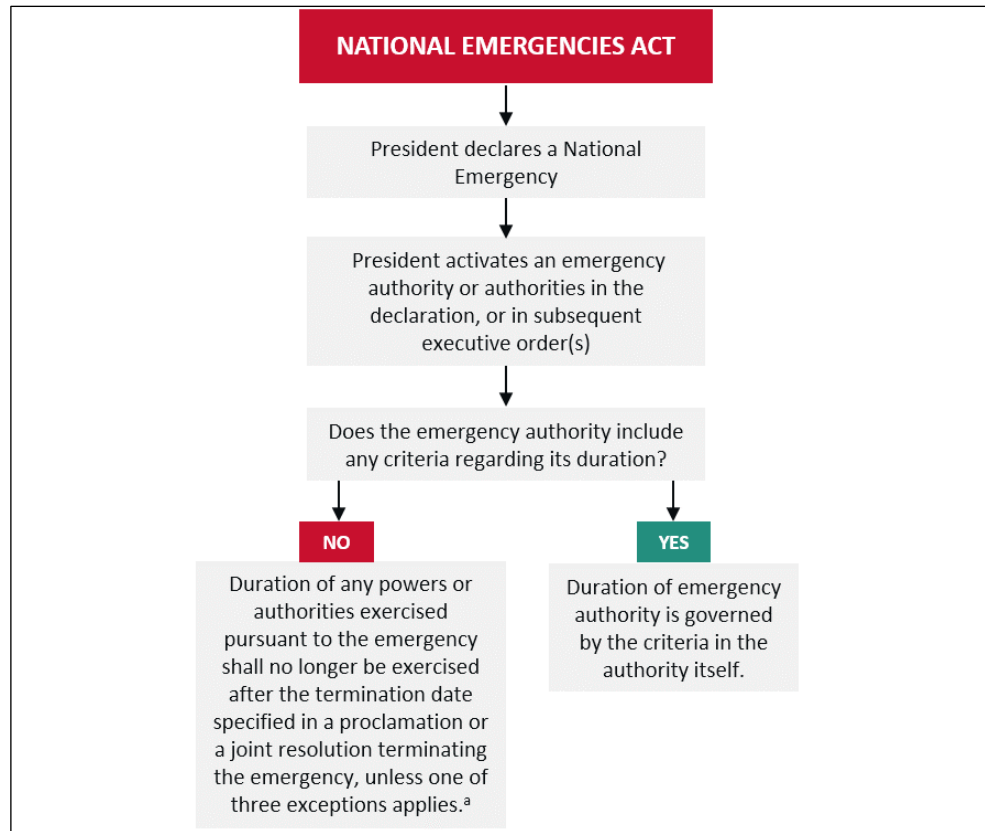 NATIONAL EMERGENCIES ACT
President declares a National
Emergency
President activates an emergency
authority or authorities in the
declaration, or in subsequent
executive order(s)
Does the emergency authority include
any criteria regarding its duration?
NO
Duration of any powers or
authorities exercised
pursuant to the emergency
shall no longer be exercised
after the termination date
specified in a proclamation or
a joint resolution terminating
the emergency, unless one of
three exceptions applies.ᵃ
YES
Duration of emergency
authority is governed
by the criteria in the
authority itself.